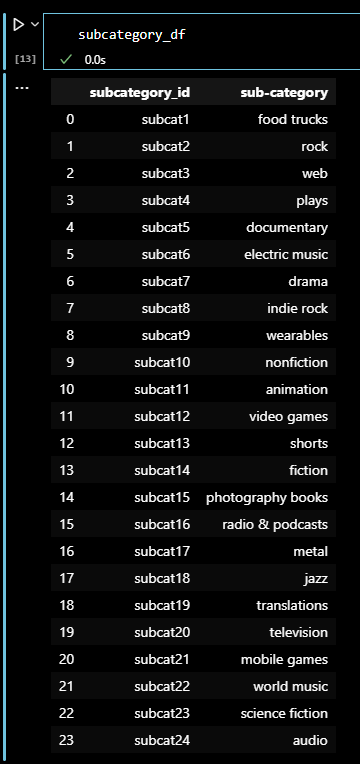 subcategory_df
[13] 0.0s
...
subcategory_id sub-category
0 subcat1 food trucks
1 subcat2 rock
2 subcat3 web
3 subcat4 plays
4 subcat5 documentary
5 subcat6 electric music
6 subcat7 drama
7 subcat8 indie rock
8 subcat9 wearables
9 subcat10 nonfiction
10 subcat11 animation
11 subcat12 video games
12 subcat13 shorts
13 subcat14 fiction
14 subcat15 photography books
15 subcat16 radio & podcasts
16 subcat17 metal
17 subcat18 jazz
18 subcat19 translations
19 subcat20 television
20 subcat21 mobile games
21 subcat22 world music
22 subcat23 science fiction
23 subcat24 audio